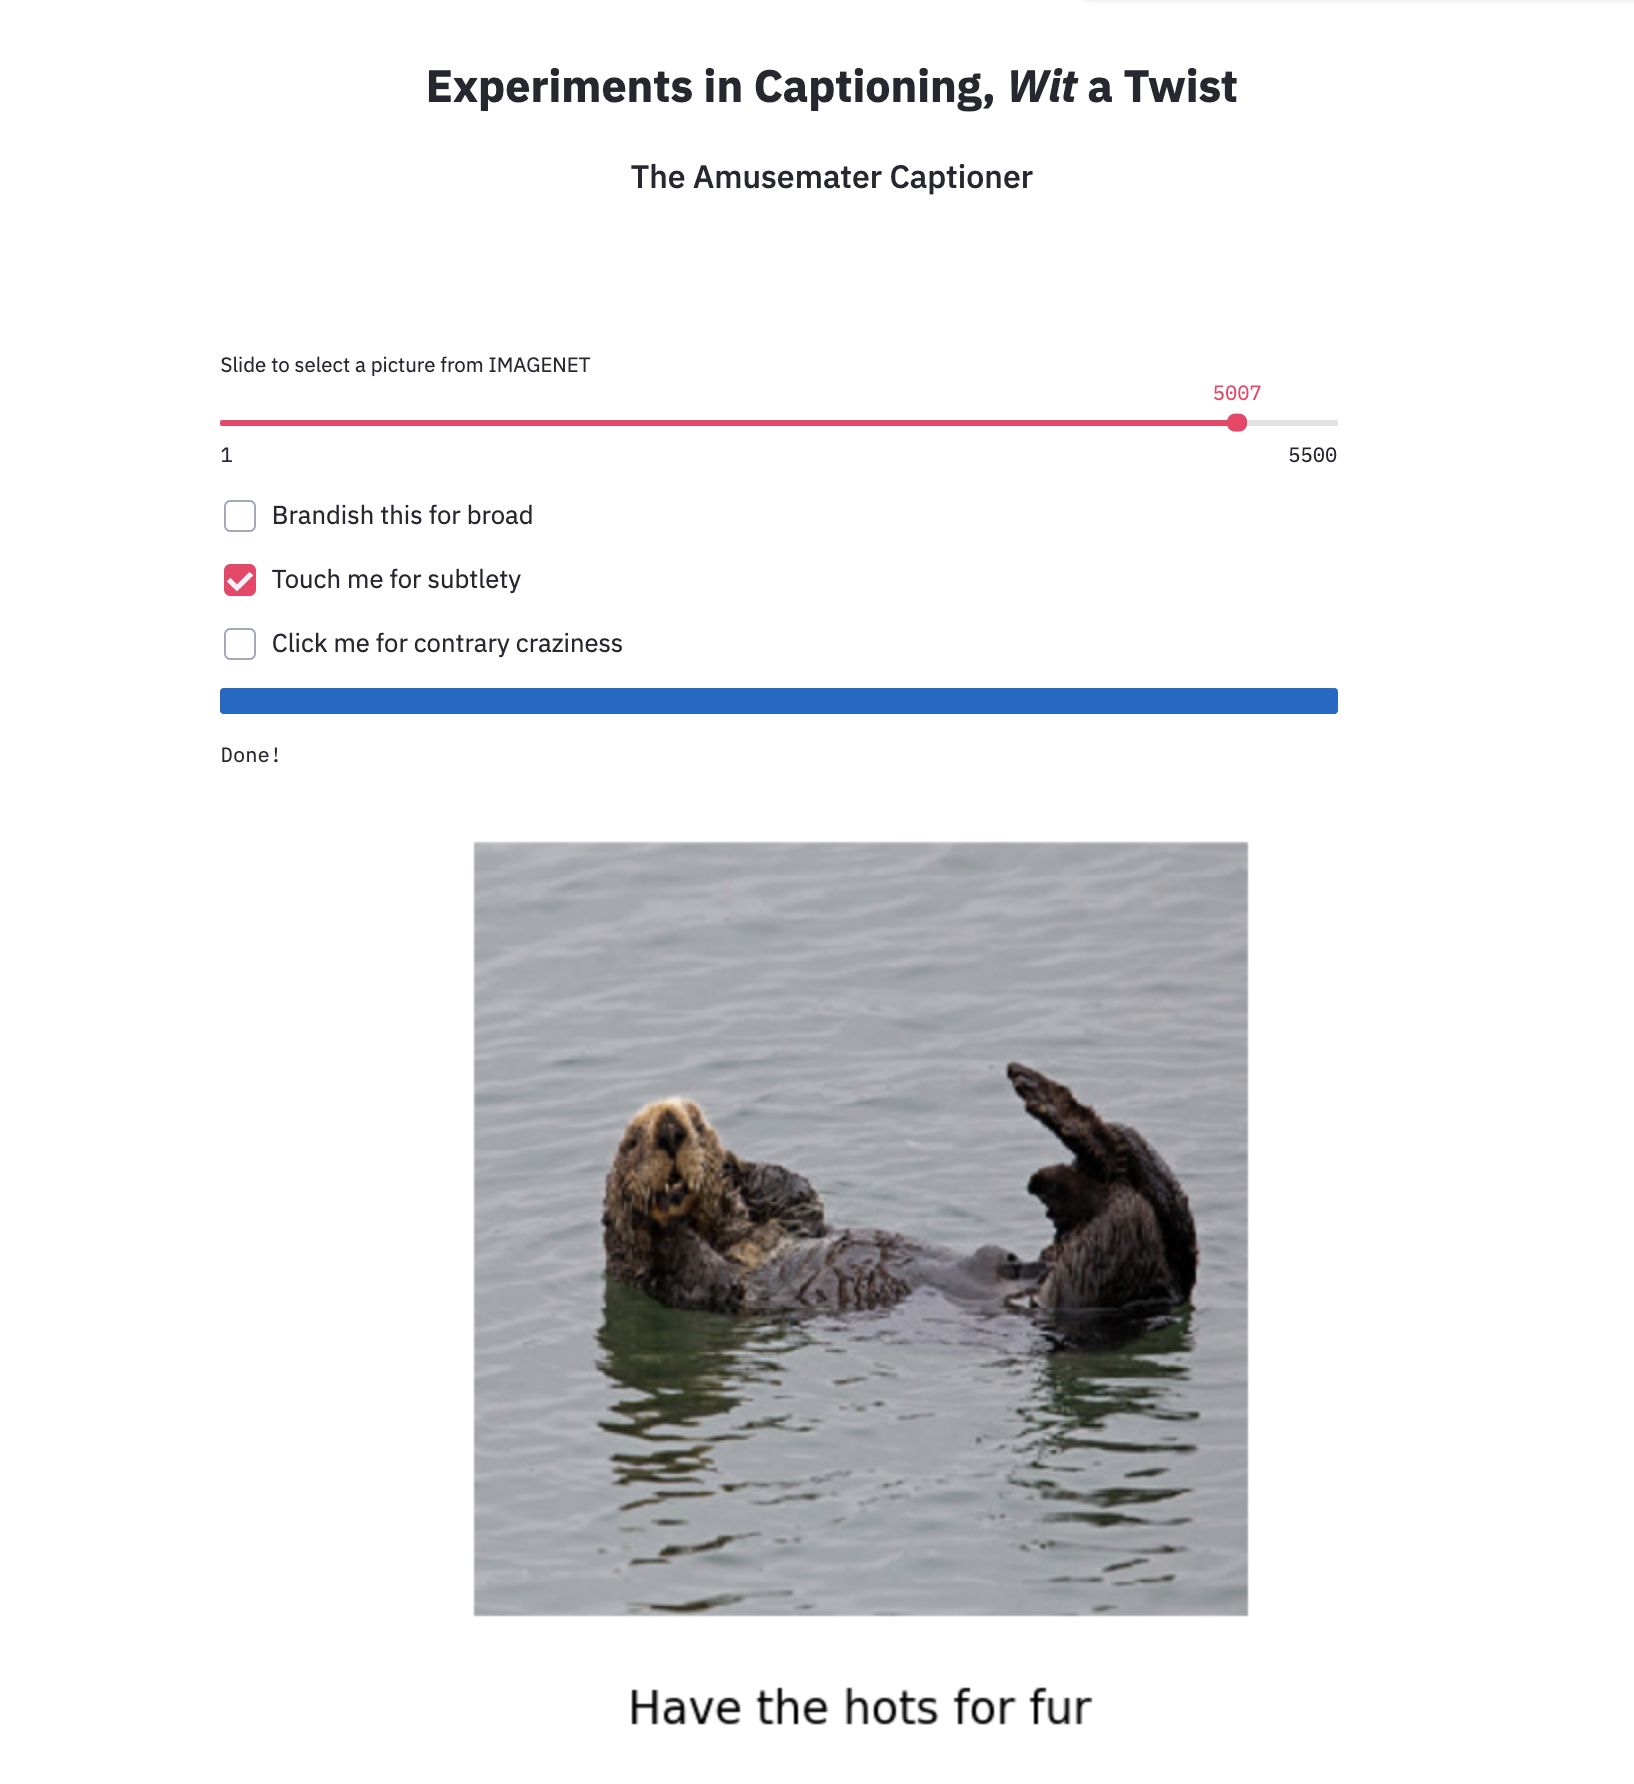 Experiments in Captioning, Wit a Twist
The Amusemater Captioner
Slide to select a picture from IMAGENET
5007
1 5500
Brandish this for broad
Touch me for subtlety
Click me for contrary craziness
Done!
Have the hots for fur